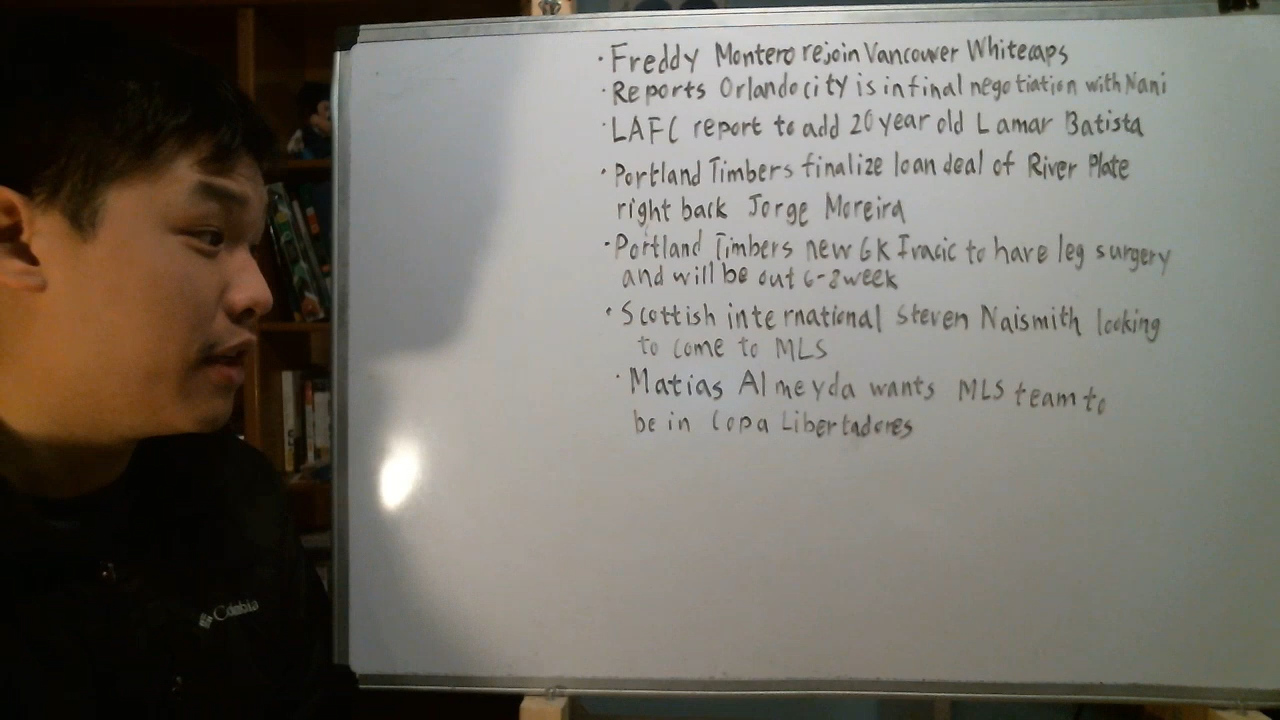 · Freddy Montero rejoin Vancouver Whitecaps
· Reports Orlando city is in final negotiation with Nani
· LAFC report to add 20 year old Lamar Batista
· Portland Timbers finalize loan deal of River Plate
right back Jorge Moreira
· Portland Timbers new GK Ivacic to have leg surgery
and will be out 6-8 week
· Scottish international Steven Naismith looking
to come to MLS
· Matias Almeyda wants MLS team to
be in Copa Libertadores
Columbia